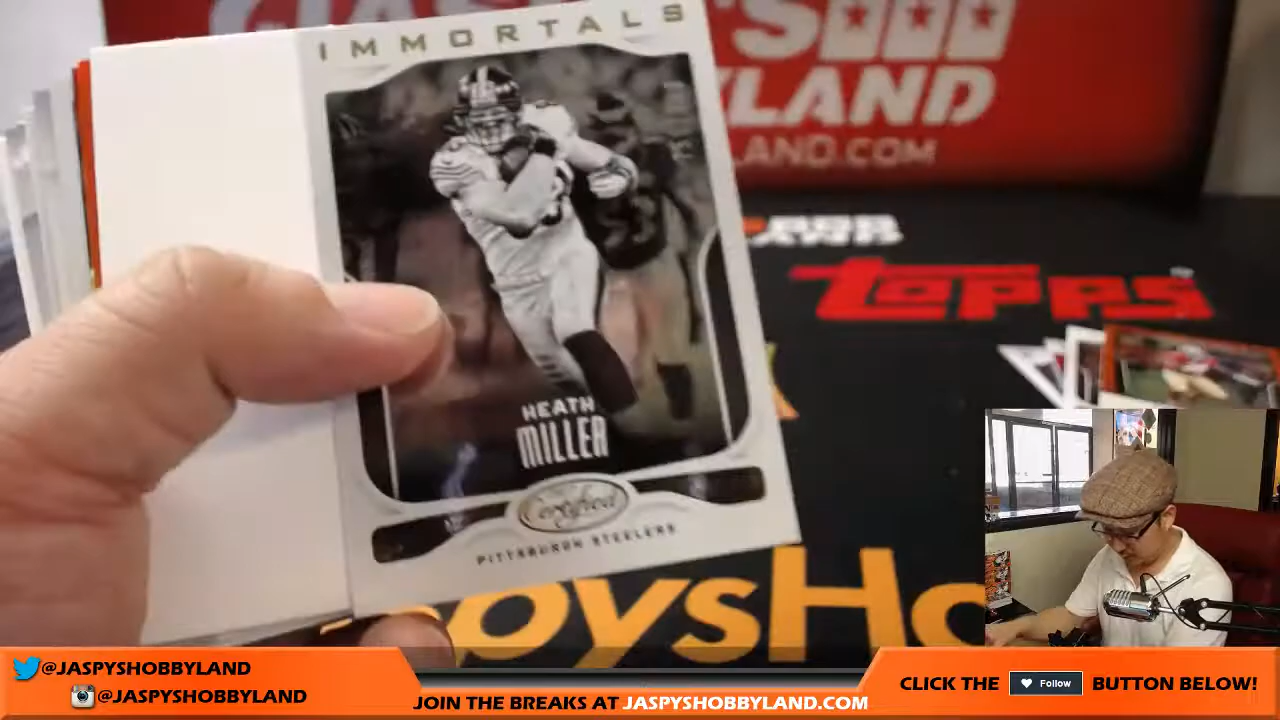 IMMORTALS
LAND
LAND.COM
TOPPS
HEATH
MILLER
Certified
PITTSBURGH STEELERS
@JASPYSHOBBYLAND
@JASPYSHOBBYLAND
JOIN THE BREAKS AT JASPYSHOBBYLAND.COM
CLICK THE Follow BUTTON BELOW!